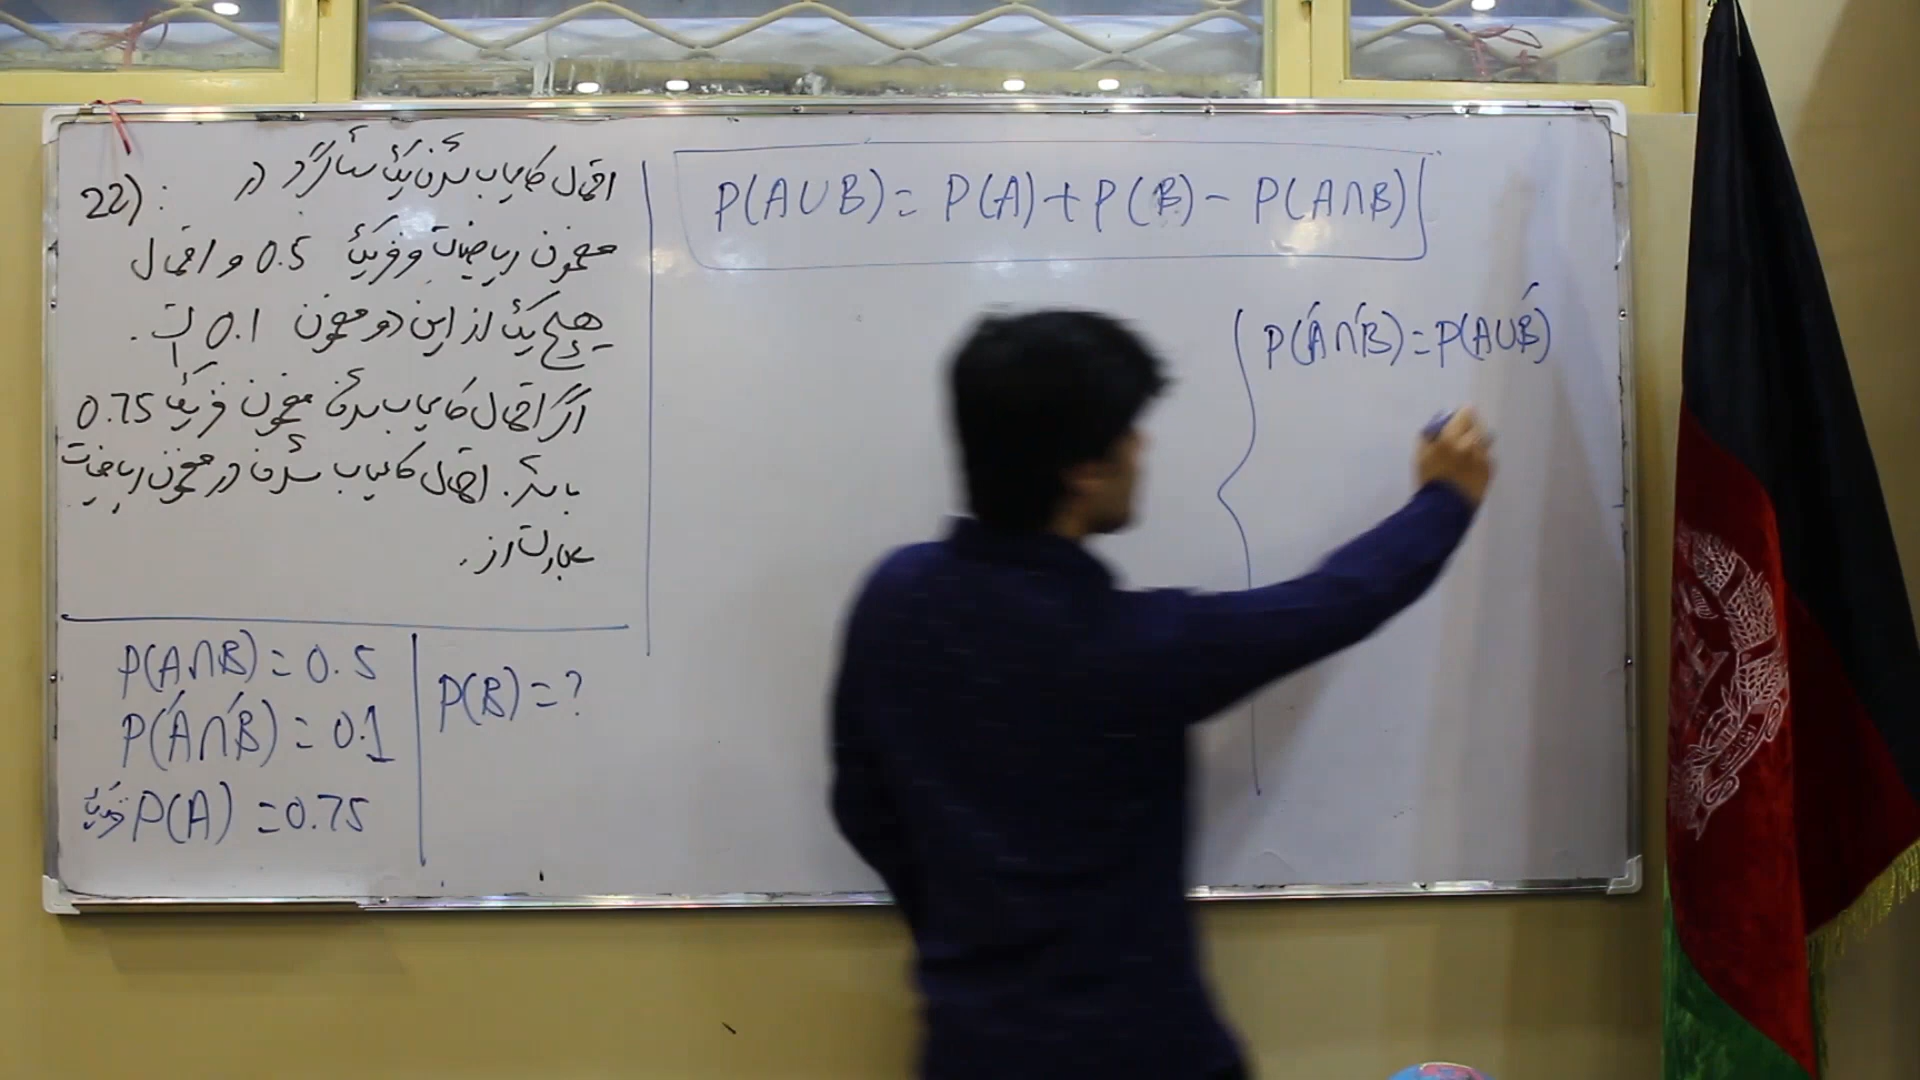 22): احتمال کامیاب شدن یک شاگرد در
مضمون ریاضیات و فزیک 0.5 و احتمال
هیچ یک از این دو مضمون 0.1 است.
اگر احتمال کامیاب شدن مضمون فزیک 0.75
باشد. احتمال کامیاب شدن در مضمون ریاضیات
عبارت از.
P(A∩B) = 0.5
P(A'∩B') = 0.1
فزیک P(A) = 0.75
P(B) = ?
P(A∪B) = P(A) + P(B) - P(A∩B)
P(A'∩B') = P(A∪B)'